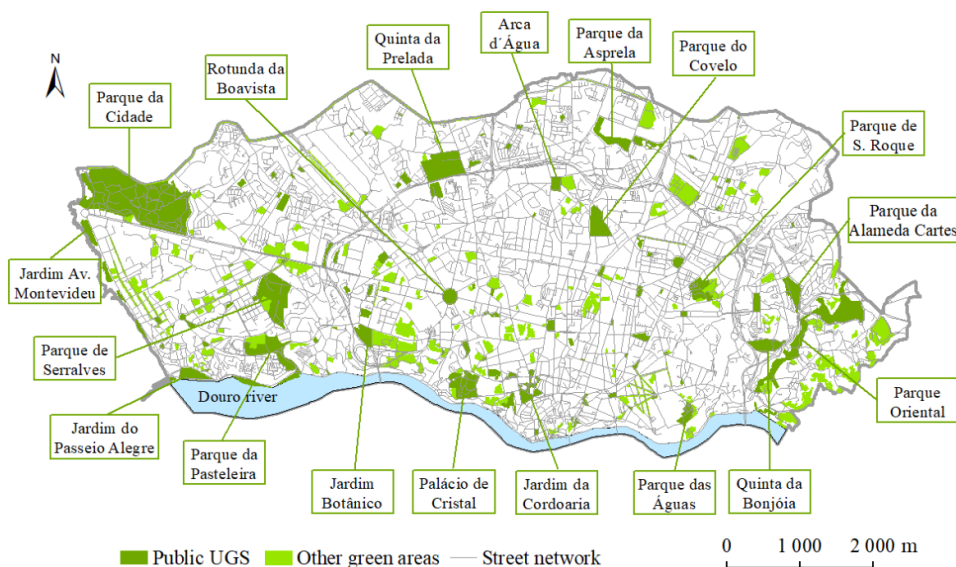 Arca
d´Água
Parque da
Asprela
Parque do
Covelo
Quinta da
Prelada
Rotunda da
Boavista
N
Parque da
Cidade
Parque de
S. Roque
Parque da
Alameda Cartes
Jardim Av.
Montevideu
Parque de
Serralves
Parque
Oriental
Douro river
Jardim do
Passeio Alegre
Parque da
Pasteleira
Jardim
Botânico
Palácio de
Cristal
Jardim da
Cordoaria
Parque das
Águas
Quinta da
Bonjóia
Public UGS
Other green areas
Street network
0 1 000 2 000 m